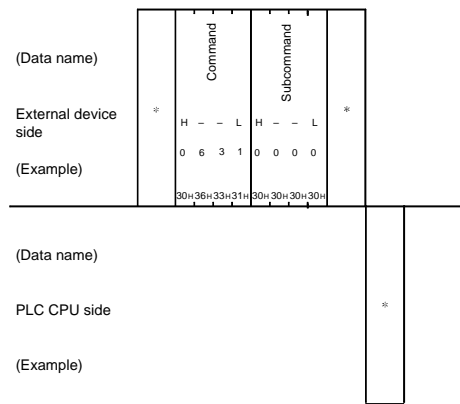 (Data name)
Command
Subcommand
External device
side
*
H – – L
H – – L
*
(Example)
0 6 3 1
0 0 0 0
30H 36H 33H 31H
30H 30H 30H 30H
(Data name)
PLC CPU side
*
(Example)